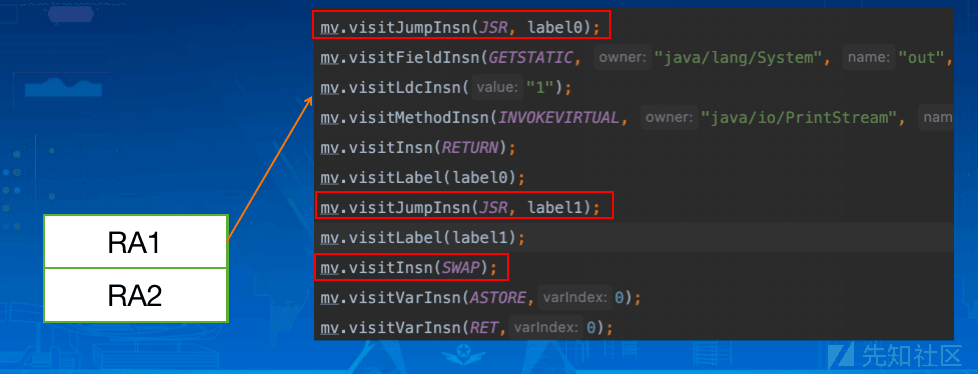 mv.visitJumpInsn(JSR, label0);
mv.visitFieldInsn(GETSTATIC, owner: "java/lang/System", name: "out",
mv.visitLdcInsn( value: "1");
mv.visitMethodInsn(INVOKEVIRTUAL, owner: "java/io/PrintStream", nam
mv.visitInsn(RETURN);
mv.visitLabel(label0);
mv.visitJumpInsn(JSR, label1);
mv.visitLabel(label1);
mv.visitInsn(SWAP);
mv.visitVarInsn(ASTORE, varIndex: 0);
mv.visitVarInsn(RET, varIndex: 0);
RA1
RA2
先知社区